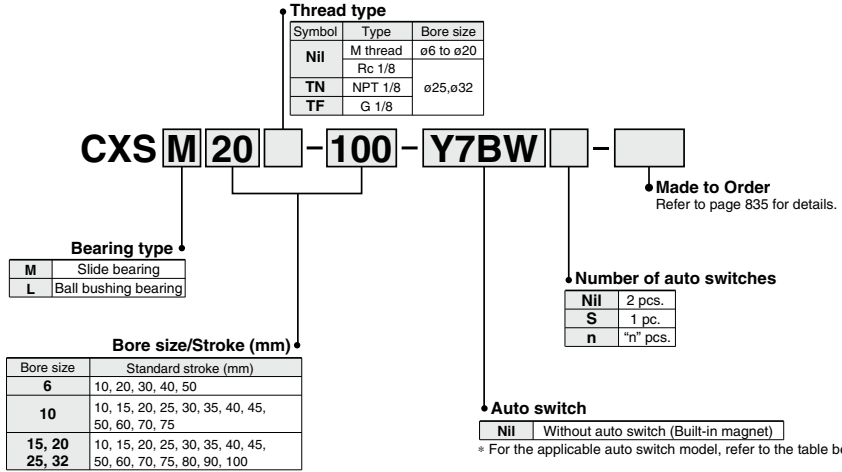 Thread type
Symbol Type Bore size
Nil M thread ø6 to ø20
Rc 1/8 ø25,ø32
TN NPT 1/8
TF G 1/8
CXS M 20 – 100 – Y7BW –
Made to Order
Refer to page 835 for details.
Bearing type
M Slide bearing
L Ball bushing bearing
Number of auto switches
Nil 2 pcs.
S 1 pc.
n “n” pcs.
Bore size/Stroke (mm)
Bore size Standard stroke (mm)
6 10, 20, 30, 40, 50
10 10, 15, 20, 25, 30, 35, 40, 45,
50, 60, 70, 75
15, 20 10, 15, 20, 25, 30, 35, 40, 45,
25, 32 50, 60, 70, 75, 80, 90, 100
Auto switch
Nil Without auto switch (Built-in magnet)
∗ For the applicable auto switch model, refer to the table be